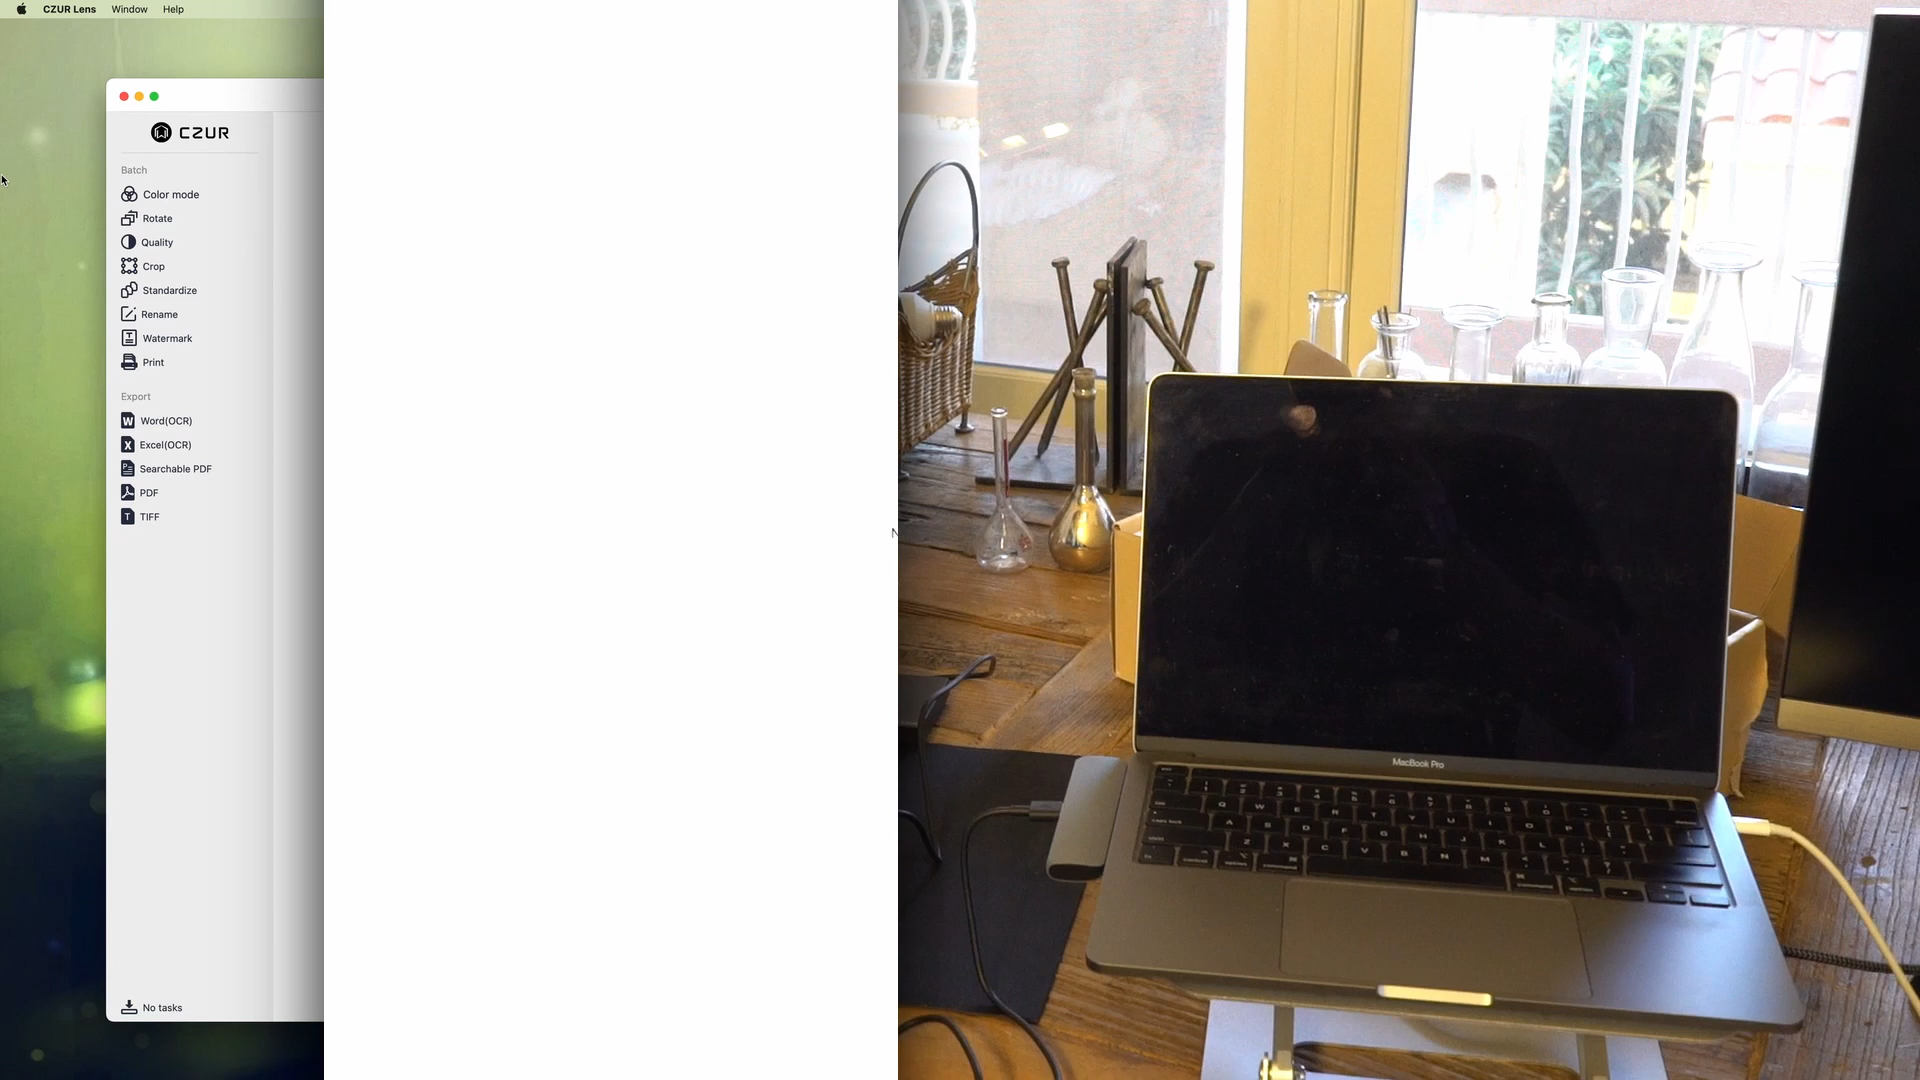 CZUR Lens Window Help
CZUR
Batch
Color mode
Rotate
Quality
Crop
Standardize
Rename
Watermark
Print
Export
Word(OCR)
Excel(OCR)
Searchable PDF
PDF
TIFF
No tasks
MacBook Pro